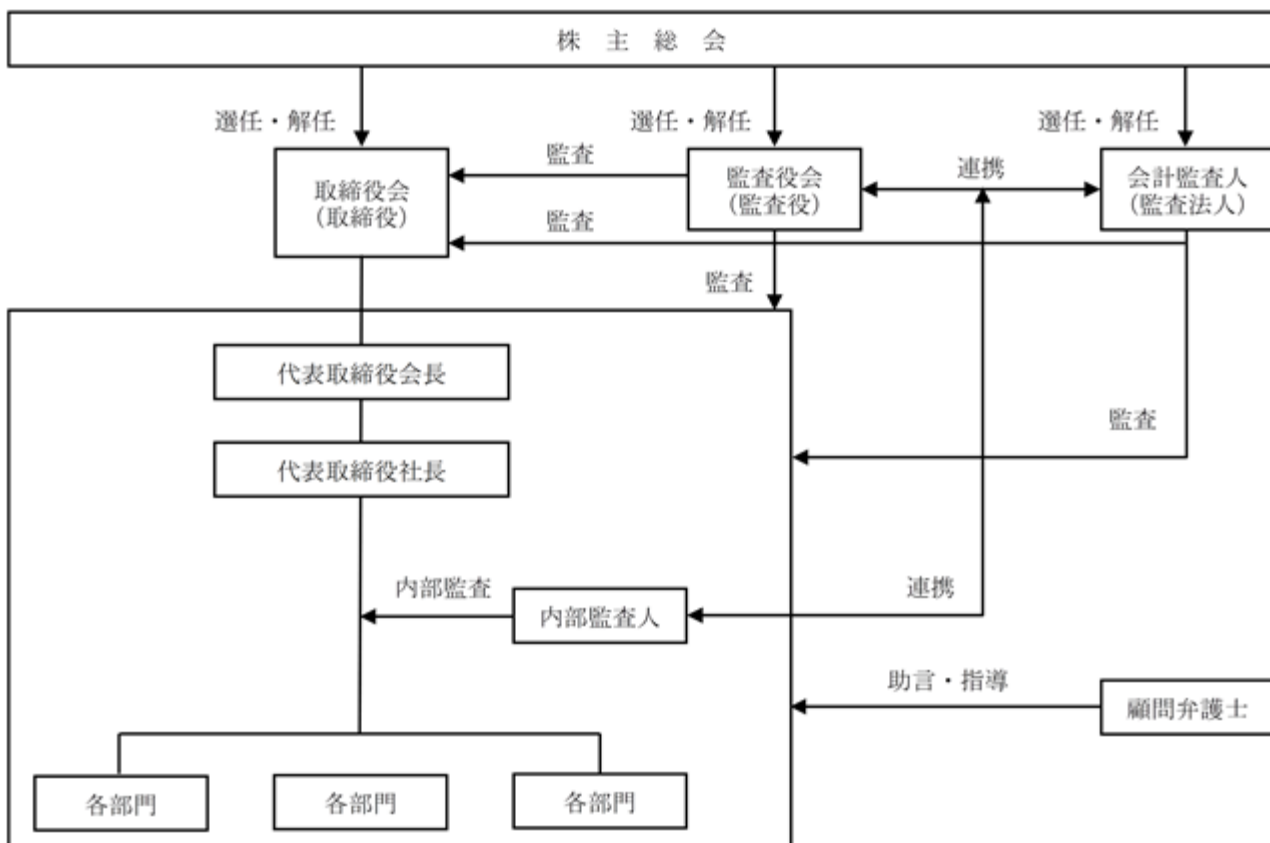 株主総会
選任・解任
選任・解任
選任・解任
取締役会
（取締役）
監査
監査
監査役会
（監査役）
連携
会計監査人
（監査法人）
監査
代表取締役会長
代表取締役社長
監査
内部監査
内部監査人
連携
助言・指導
顧問弁護士
各部門
各部門
各部門